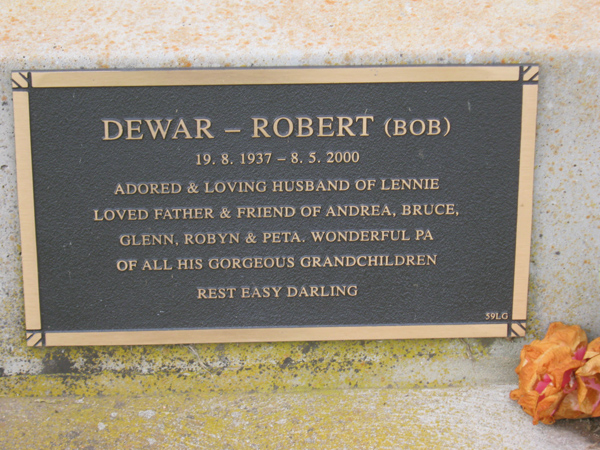 DEWAR – ROBERT (BOB)
19. 8. 1937 – 8. 5. 2000
ADORED & LOVING HUSBAND OF LENNIE
LOVED FATHER & FRIEND OF ANDREA, BRUCE,
GLENN, ROBYN & PETA. WONDERFUL PA
OF ALL HIS GORGEOUS GRANDCHILDREN
REST EASY DARLING
59LG